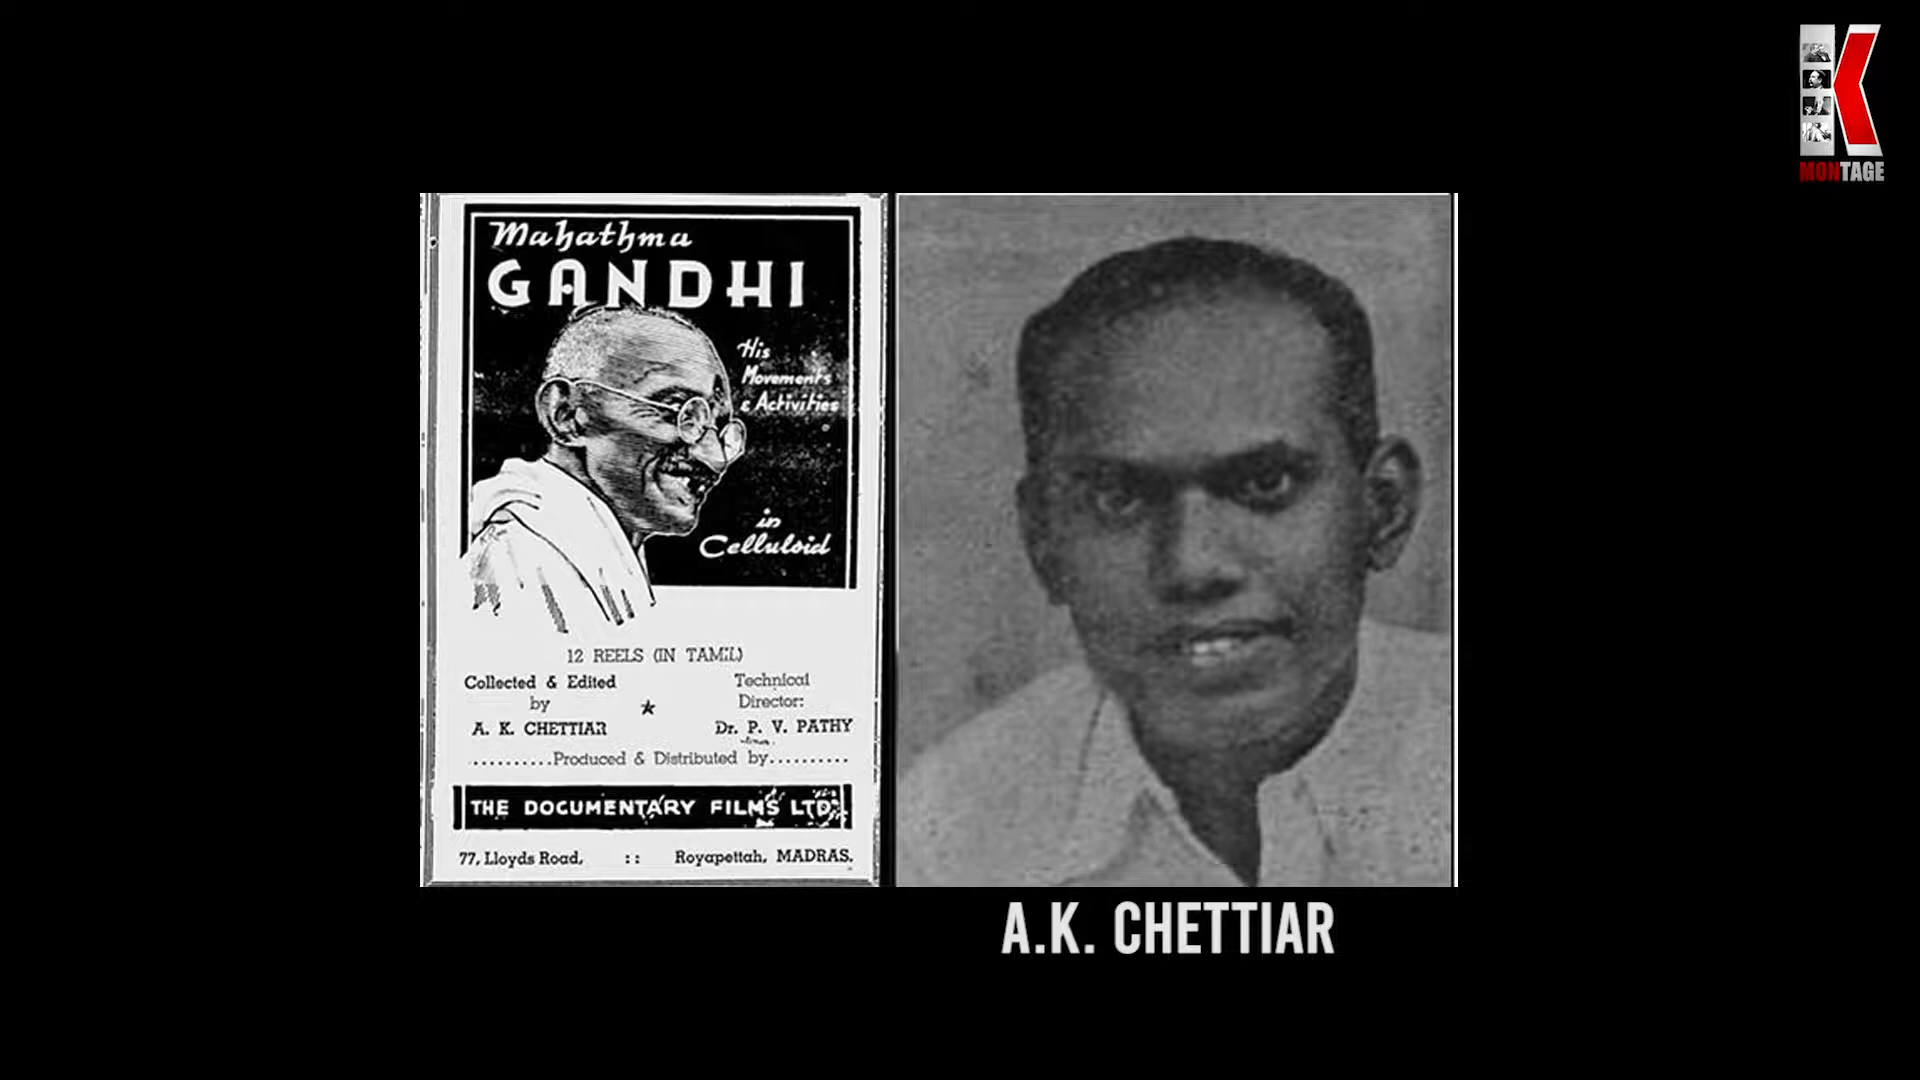 K
MONTAGE
Mahathma
GANDHI
His
Movements
& Activities
in
Celluloid
12 REELS (IN TAMIL)
Collected & Edited
by
A. K. CHETTIAR
★
Technical
Director:
Dr. P. V. PATHY
..........Produced & Distributed by..........
THE DOCUMENTARY FILMS LTD.
77, Lloyds Road, :: Royapettah, MADRAS.
A.K. CHETTIAR